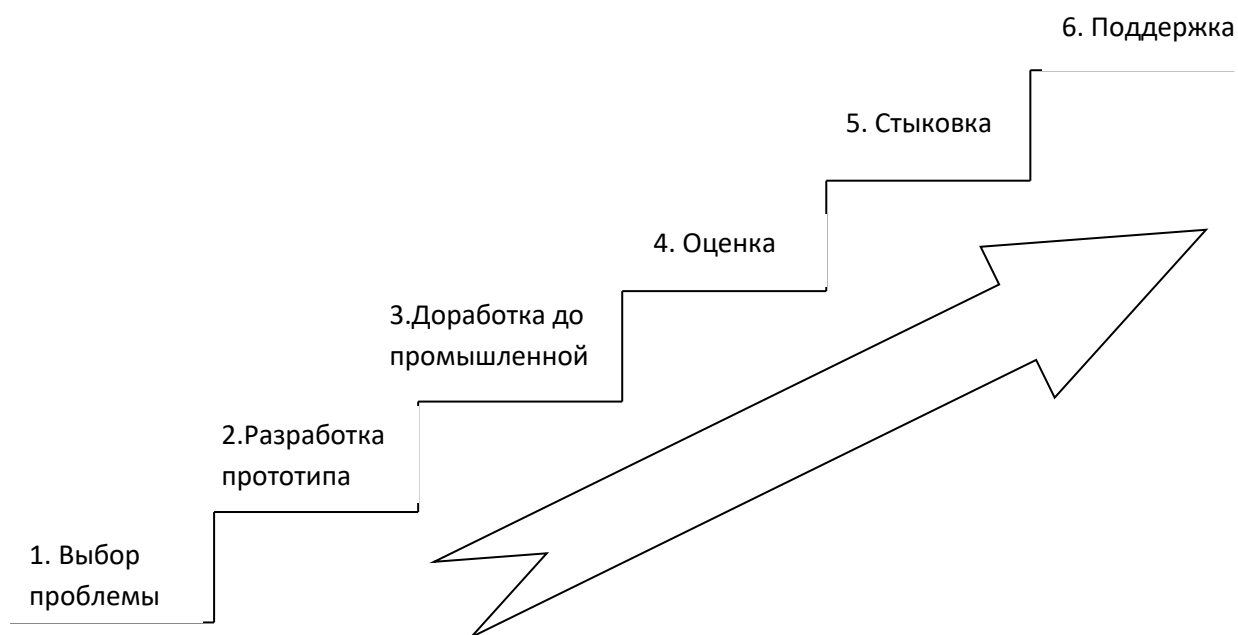 6. Поддержка
5. Стыковка
4. Оценка
3.Доработка до
промышленной
2.Разработка
прототипа
1. Выбор
проблемы